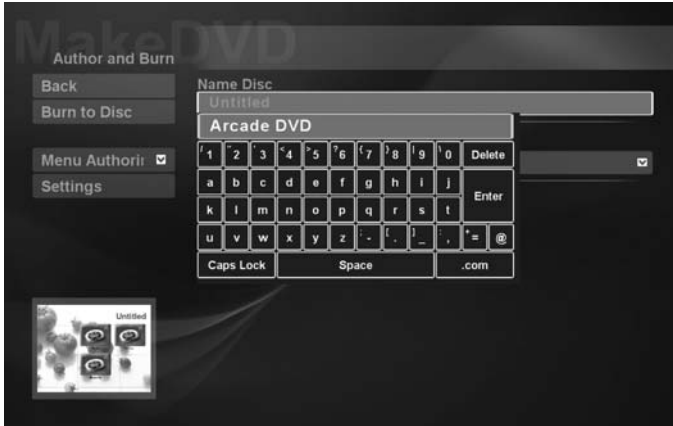 MakeDVD
Author and Burn
Back
Burn to Disc
Menu Authorin
Settings
Name Disc
Untitled
Arcade DVD
1 2 3 4 5 6 7 8 9 0 Delete
a b c d e f g h i j
Enter
k l m n o p q r s t
u v w x y z - . _ , = @
Caps Lock Space .com
Untitled